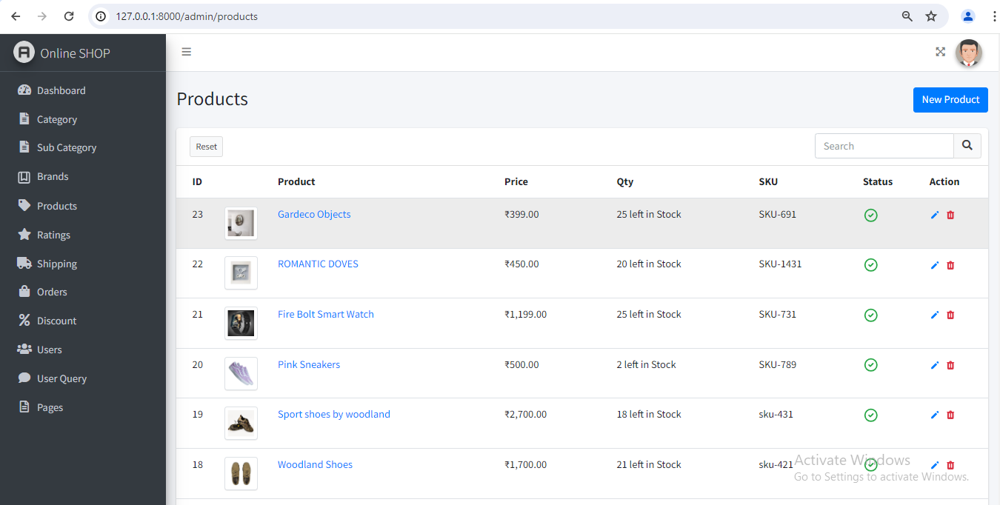 127.0.0.1:8000/admin/products
Online SHOP
Dashboard
Category
Sub Category
Brands
Products
Ratings
Shipping
Orders
Discount
Users
User Query
Pages
Products New Product
Reset Search
ID Product Price Qty SKU Status Action
23 Gardeco Objects ₹399.00 25 left in Stock SKU-691
22 ROMANTIC DOVES ₹450.00 20 left in Stock SKU-1431
21 Fire Bolt Smart Watch ₹1,199.00 25 left in Stock SKU-731
20 Pink Sneakers ₹500.00 2 left in Stock SKU-789
19 Sport shoes by woodland ₹2,700.00 18 left in Stock sku-431
18 Woodland Shoes ₹1,700.00 21 left in Stock sku-421
Activate Windows
Go to Settings to activate Windows.